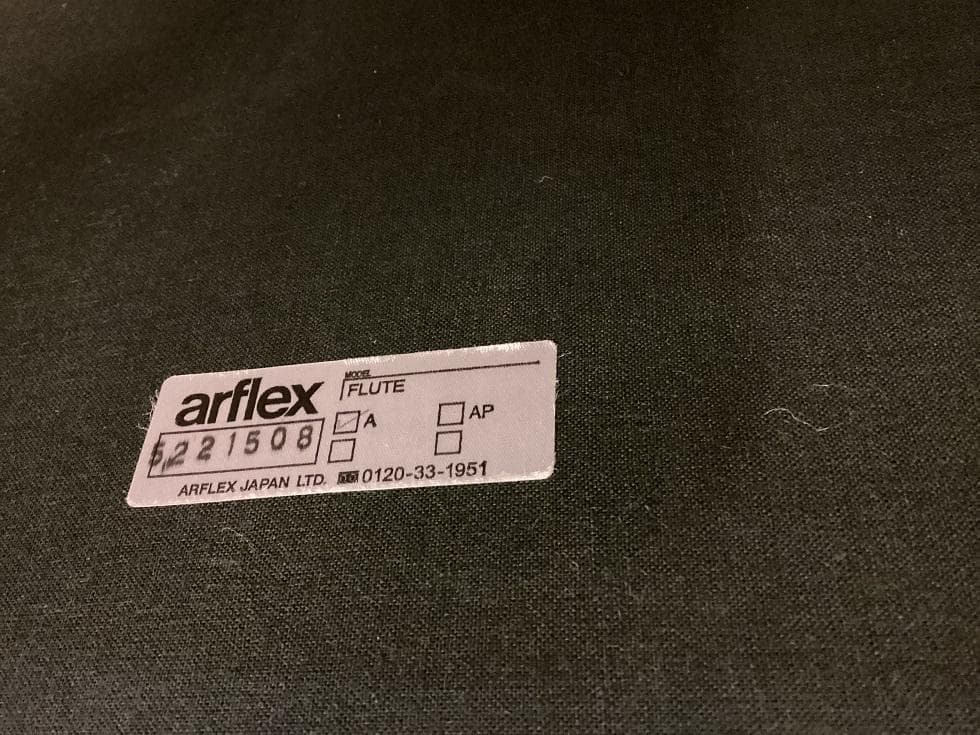 arflex
MODEL
FLUTE
A
AP
5221508
ARFLEX JAPAN LTD. 0120-33-1951